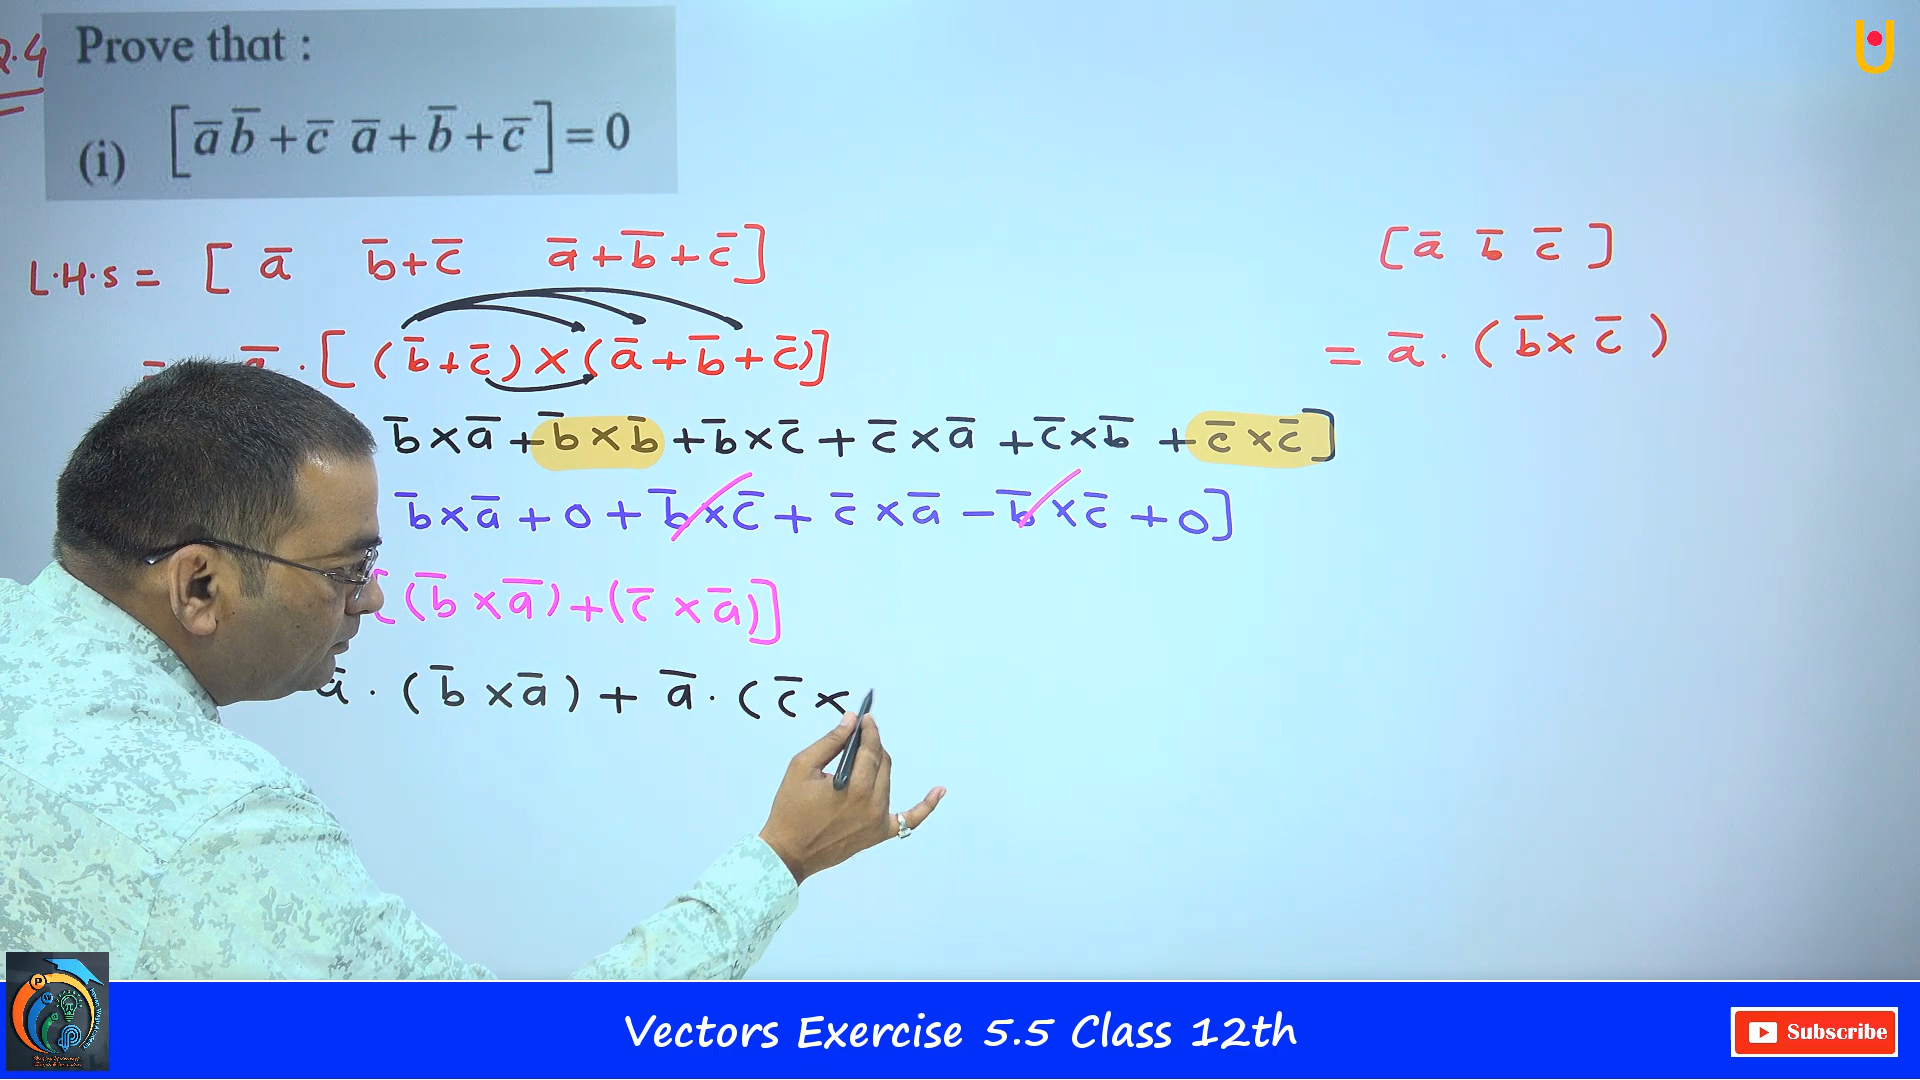 Q.4 Prove that :
(i) [a̅ b̅ + c̅ a̅ + b̅ + c̅] = 0
L.H.S = [ a̅ b̅+c̅ a̅+b̅+c̅ ]
= a̅ . [ (b̅+c̅) × (a̅+b̅+c̅)]
b̅×a̅ + b̅×b̅ + b̅×c̅ + c̅×a̅ + c̅×b̅ + c̅×c̅ ]
b̅×a̅ + 0 + b̅×c̅ + c̅×a̅ − b̅×c̅ + 0 ]
[(b̅×a̅)+(c̅×a̅)]
a̅ . (b̅×a̅) + a̅ . (c̅×
[a̅ b̅ c̅ ]
= a̅ . ( b̅×c̅ )
Vectors Exercise 5.5 Class 12th
Subscribe